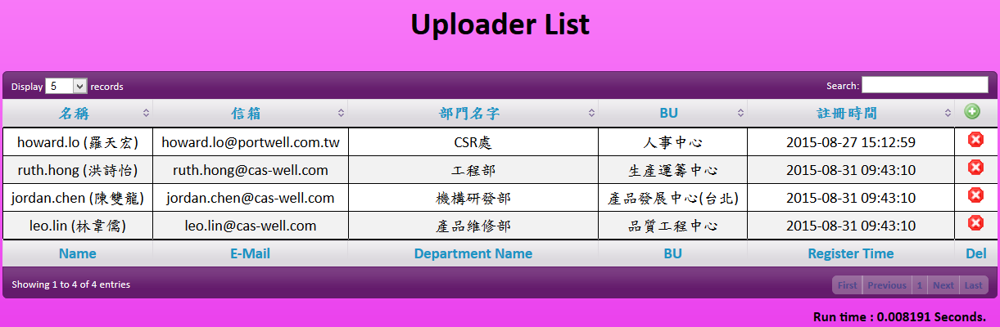 Uploader List
Display 5 records Search:
名稱 信箱 部門名字 BU 註冊時間
howard.lo (羅天宏) howard.lo@portwell.com.tw CSR處 人事中心 2015-08-27 15:12:59
ruth.hong (洪詩怡) ruth.hong@cas-well.com 工程部 生產運籌中心 2015-08-31 09:43:10
jordan.chen (陳雙龍) jordan.chen@cas-well.com 機構研發部 產品發展中心(台北) 2015-08-31 09:43:10
leo.lin (林韋儒) leo.lin@cas-well.com 產品維修部 品質工程中心 2015-08-31 09:43:10
Name E-Mail Department Name BU Register Time Del
Showing 1 to 4 of 4 entries First Previous 1 Next Last
Run time : 0.008191 Seconds.